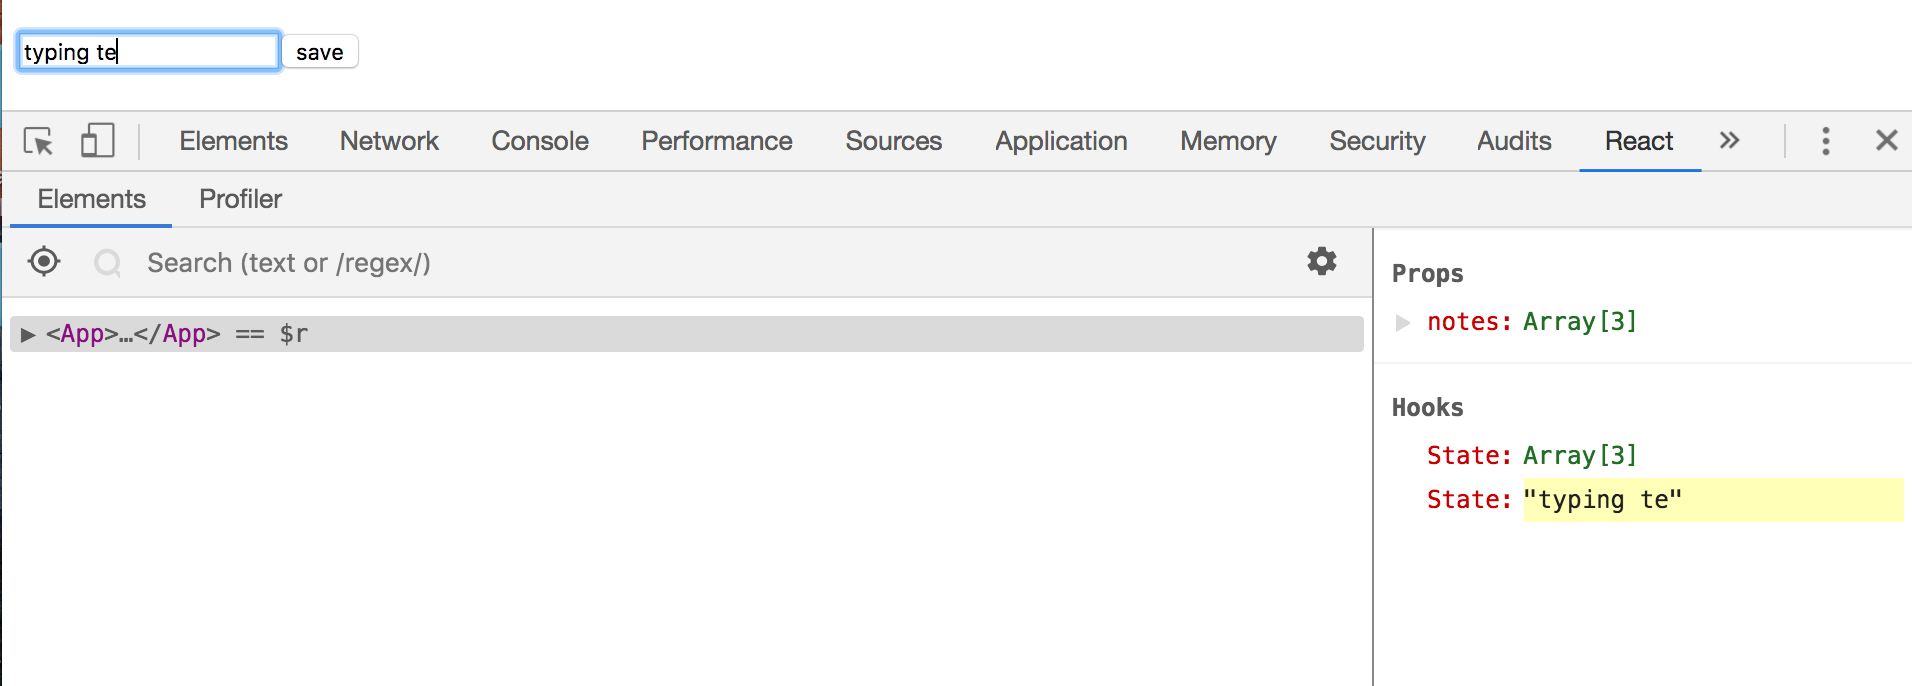 typing te save
Elements Network Console Performance Sources Application Memory Security Audits React
Elements Profiler
Search (text or /regex/)
▶ <App>…</App> == $r
Props
▶ notes: Array[3]
Hooks
State: Array[3]
State: "typing te"